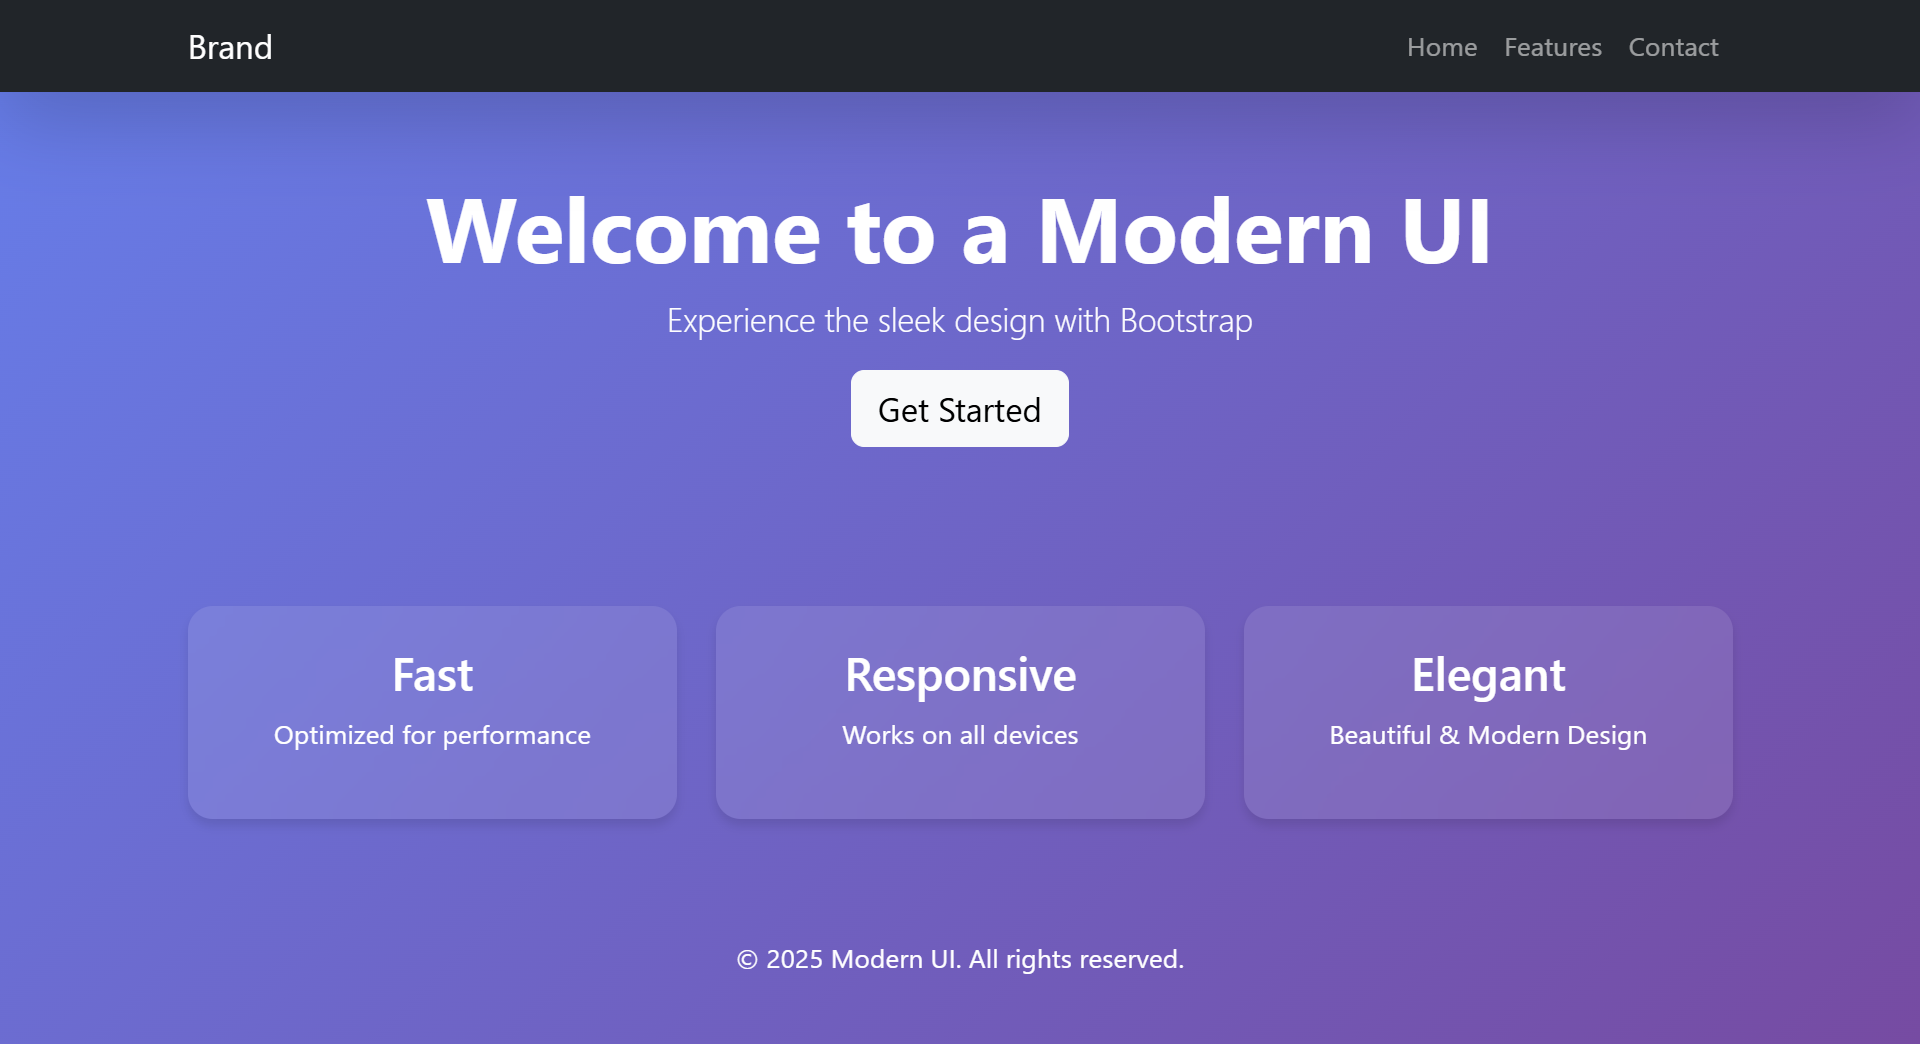 Brand
Home Features Contact
Welcome to a Modern UI
Experience the sleek design with Bootstrap
Get Started
Fast
Optimized for performance
Responsive
Works on all devices
Elegant
Beautiful & Modern Design
© 2025 Modern UI. All rights reserved.